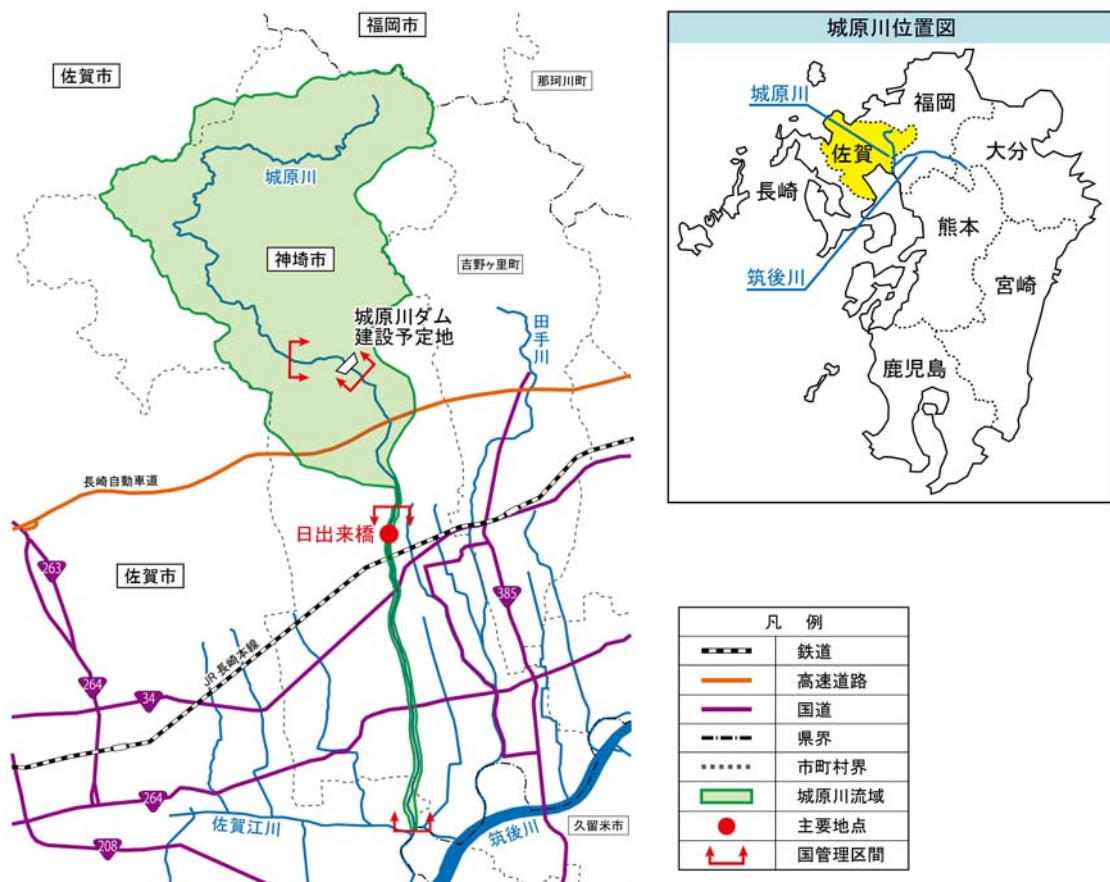 福岡市
佐賀市
那珂川町
城原川
神埼市
吉野ヶ里町
城原川ダム
建設予定地
田手川
長崎自動車道
日出来橋
263
佐賀市
385
JR長崎本線
264
34
264
佐賀江川
筑後川
久留米市
208
城原川位置図
城原川
福岡
佐賀
大分
長崎
熊本
筑後川
宮崎
鹿児島
凡 例
鉄道
高速道路
国道
県界
市町村界
城原川流域
主要地点
国管理区間